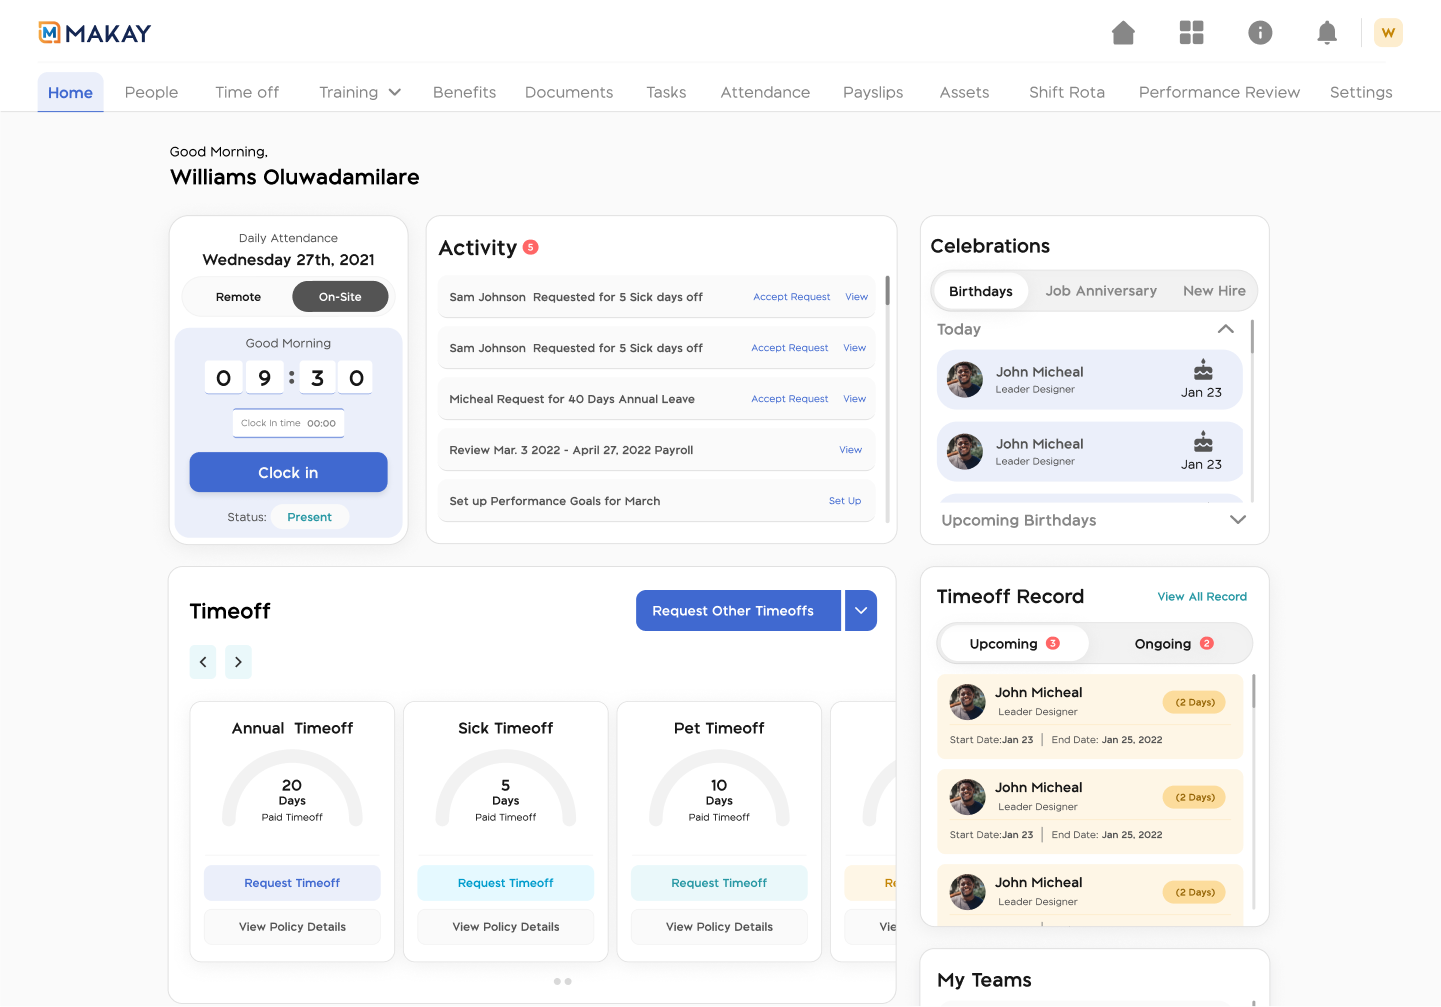 MAKAY
W
Home People Time off Training Benefits Documents Tasks Attendance Payslips Assets Shift Rota Performance Review Settings
Good Morning,
Williams Oluwadamilare
Daily Attendance
Wednesday 27th, 2021
Remote On-Site
Good Morning
0 9 : 3 0
Clock In time 00:00
Clock in
Status: Present
Activity 5
Sam Johnson Requested for 5 Sick days off Accept Request View
Sam Johnson Requested for 5 Sick days off Accept Request View
Micheal Request for 40 Days Annual Leave Accept Request View
Review Mar. 3 2022 - April 27, 2022 Payroll View
Set up Performance Goals for March Set Up
Celebrations
Birthdays Job Anniversary New Hire
Today
John Micheal
Leader Designer
Jan 23
John Micheal
Leader Designer
Jan 23
Upcoming Birthdays
Timeoff
Request Other Timeoffs
Annual Timeoff
20
Days
Paid Timeoff
Request Timeoff
View Policy Details
Sick Timeoff
5
Days
Paid Timeoff
Request Timeoff
View Policy Details
Pet Timeoff
10
Days
Paid Timeoff
Request Timeoff
View Policy Details
Re
Vie
Timeoff Record View All Record
Upcoming 3 Ongoing 2
John Micheal
Leader Designer
(2 Days)
Start Date:Jan 23 | End Date: Jan 25, 2022
John Micheal
Leader Designer
(2 Days)
Start Date:Jan 23 | End Date: Jan 25, 2022
John Micheal
Leader Designer
(2 Days)
My Teams